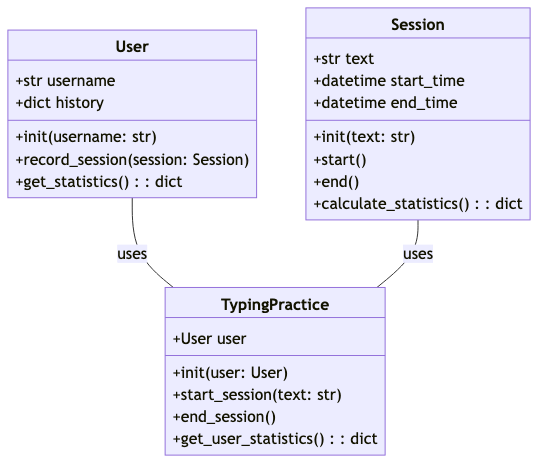 User
+str username
+dict history
+init(username: str)
+record_session(session: Session)
+get_statistics() : : dict
Session
+str text
+datetime start_time
+datetime end_time
+init(text: str)
+start()
+end()
+calculate_statistics() : : dict
uses
uses
TypingPractice
+User user
+init(user: User)
+start_session(text: str)
+end_session()
+get_user_statistics() : : dict